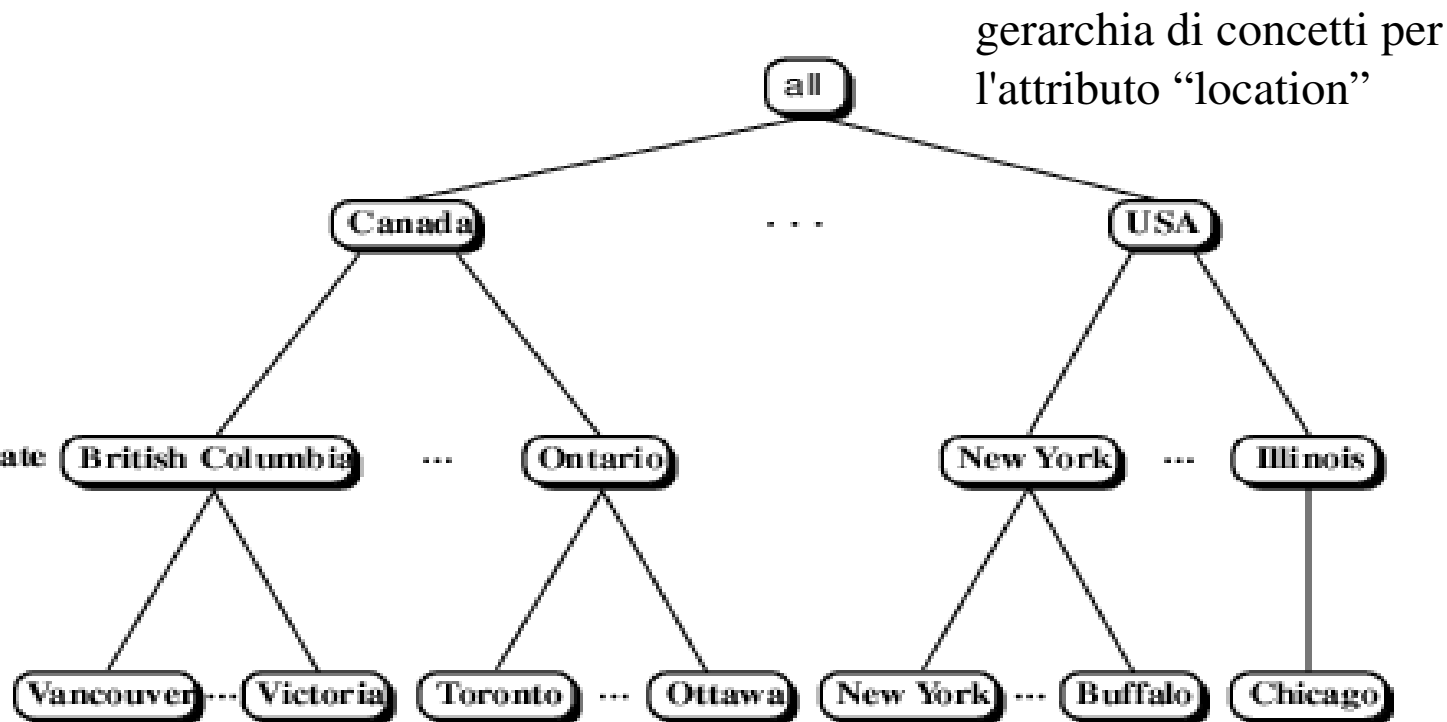 gerarchia di concetti per
l'attributo “location”
all
Canada ... USA
ate British Columbia ... Ontario New York ... Illinois
Vancouver ... Victoria Toronto ... Ottawa New York ... Buffalo Chicago